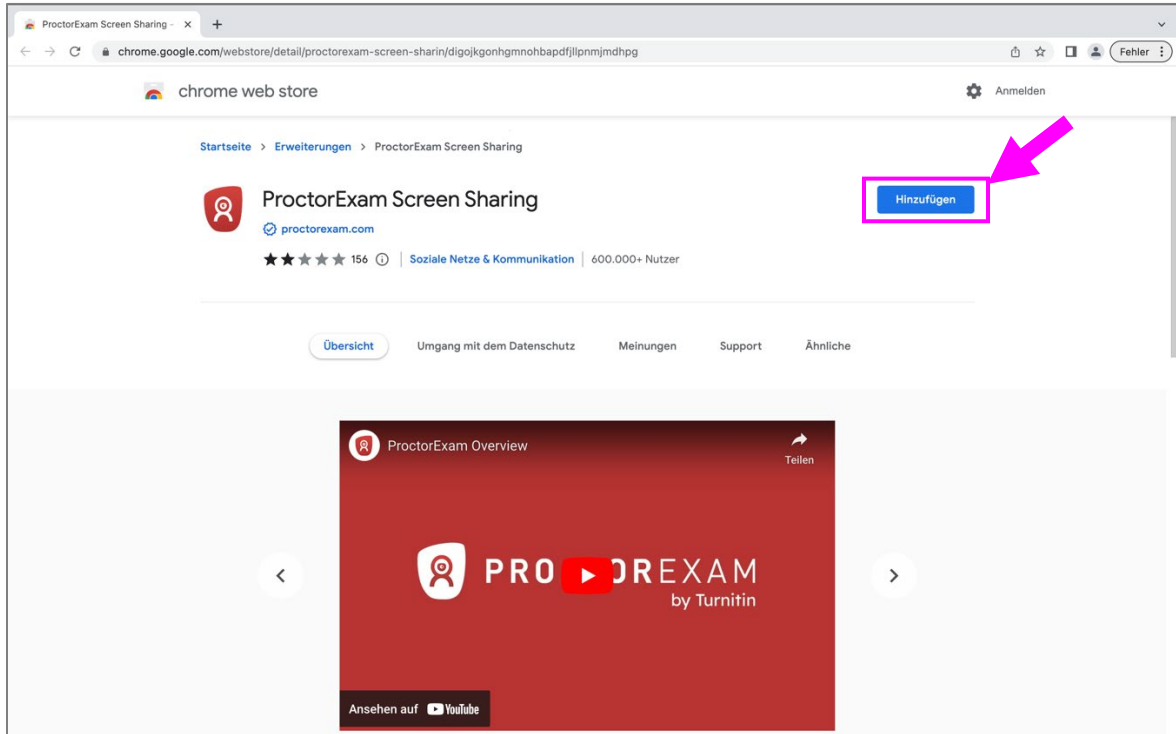 ProctorExam Screen Sharing -
chrome.google.com/webstore/detail/proctorexam-screen-sharin/digojkgonhgmnohbapdfjllpnmjmdhpg
Fehler
chrome web store
Anmelden
Startseite > Erweiterungen > ProctorExam Screen Sharing
ProctorExam Screen Sharing
Hinzufügen
proctorexam.com
156 Soziale Netze & Kommunikation 600.000+ Nutzer
Übersicht Umgang mit dem Datenschutz Meinungen Support Ähnliche
ProctorExam Overview
Teilen
PRO OREXAM
by Turnitin
Ansehen auf YouTube